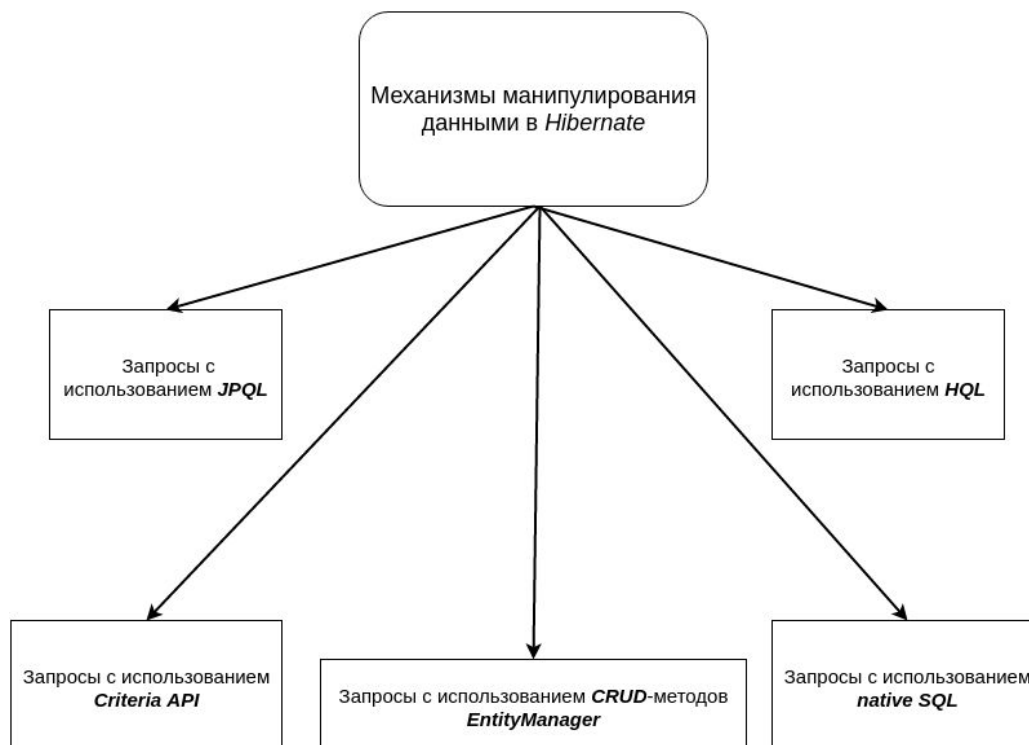 Механизмы манипулирования
данными в Hibernate
Запросы с
использованием JPQL
Запросы с
использованием HQL
Запросы с использованием
Criteria API
Запросы с использованием CRUD-методов
EntityManager
Запросы с использованием
native SQL